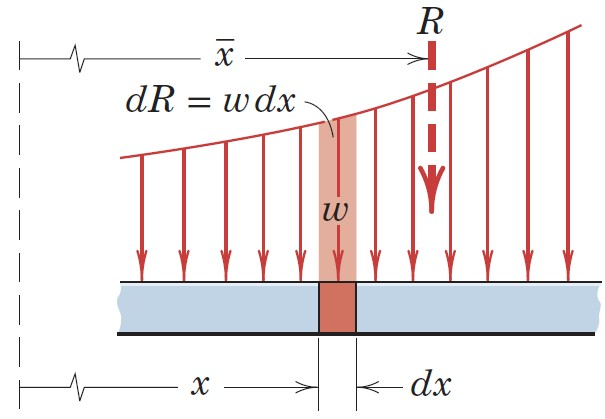 R
x̄
dR = w dx
w
x
dx